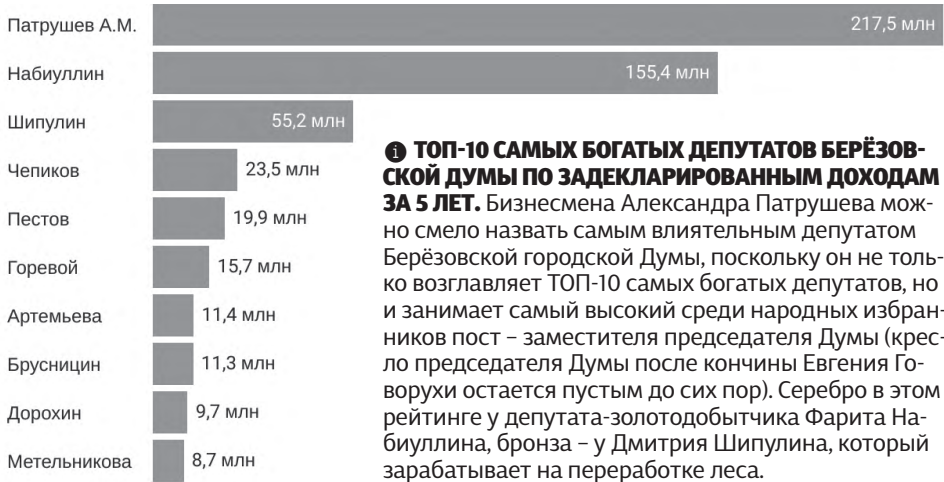 Патрушев А.М. 217,5 млн
Набиуллин 155,4 млн
Шипулин 55,2 млн
Чепиков 23,5 млн
Пестов 19,9 млн
Горевой 15,7 млн
Артемьева 11,4 млн
Брусницин 11,3 млн
Дорохин 9,7 млн
Метельникова 8,7 млн
ТОП-10 САМЫХ БОГАТЫХ ДЕПУТАТОВ БЕРЁЗОВ-
СКОЙ ДУМЫ ПО ЗАДЕКЛАРИРОВАННЫМ ДОХОДАМ
ЗА 5 ЛЕТ. Бизнесмена Александра Патрушева мож-
но смело назвать самым влиятельным депутатом
Берёзовской городской Думы, поскольку он не толь-
ко возглавляет ТОП-10 самых богатых депутатов, но
и занимает самый высокий среди народных избран-
ников пост – заместителя председателя Думы (крес-
ло председателя Думы после кончины Евгения Го-
ворухи остается пустым до сих пор). Серебро в этом
рейтинге у депутата-золотодобытчика Фарита На-
биуллина, бронза – у Дмитрия Шипулина, который
зарабатывает на переработке леса.